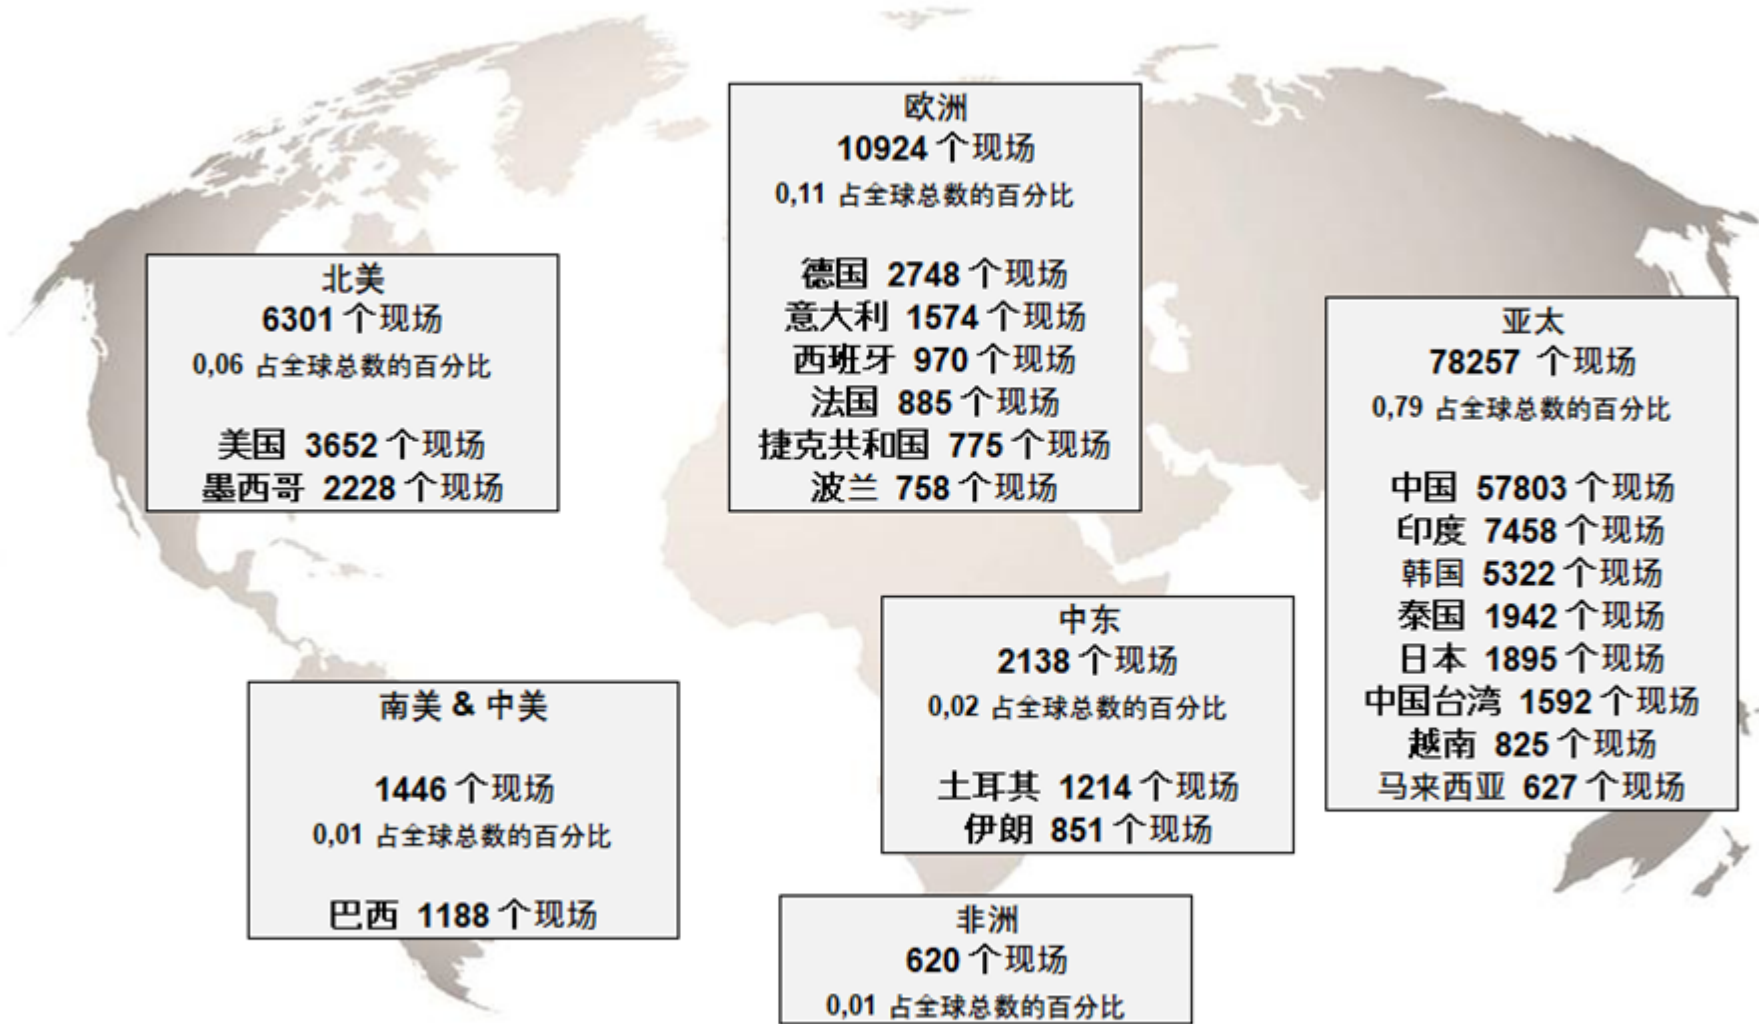 欧洲
10924 个现场
0,11 占全球总数的百分比
德国 2748 个现场
意大利 1574 个现场
西班牙 970 个现场
法国 885 个现场
捷克共和国 775 个现场
波兰 758 个现场
北美
6301 个现场
0,06 占全球总数的百分比
美国 3652 个现场
墨西哥 2228 个现场
亚太
78257 个现场
0,79 占全球总数的百分比
中国 57803 个现场
印度 7458 个现场
韩国 5322 个现场
泰国 1942 个现场
日本 1895 个现场
中国台湾 1592 个现场
越南 825 个现场
马来西亚 627 个现场
中东
2138 个现场
0,02 占全球总数的百分比
土耳其 1214 个现场
伊朗 851 个现场
南美 & 中美
1446 个现场
0,01 占全球总数的百分比
巴西 1188 个现场
非洲
620 个现场
0,01 占全球总数的百分比